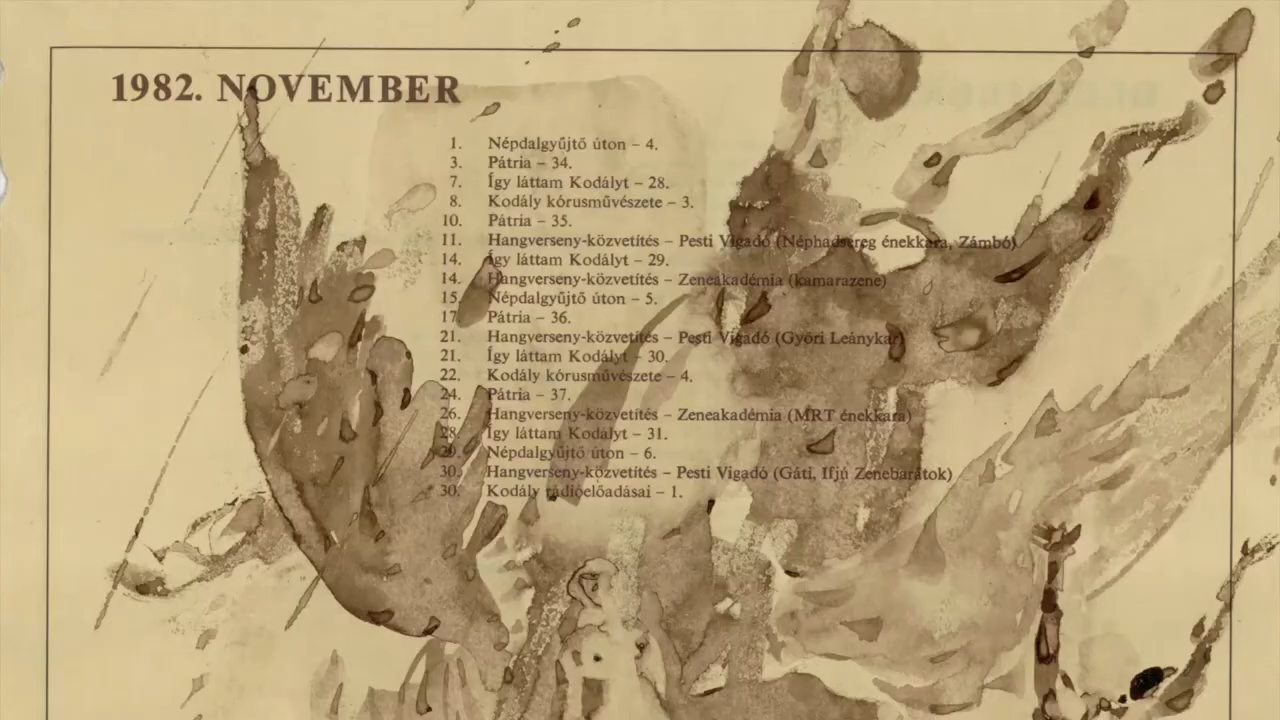 1982. NOVEMBER
1. Népdalgyűjtő úton – 4.
3. Pátria – 34.
7. Így láttam Kodályt – 28.
8. Kodály kórusművészete – 3.
10. Pátria – 35.
11. Hangverseny-közvetítés – Pesti Vigadó (Néphadsereg énekkara, Zámbó)
14. Így láttam Kodályt – 29.
14. Hangverseny-közvetítés – Zeneakadémia (kamarazene)
15. Népdalgyűjtő úton – 5.
17. Pátria – 36.
21. Hangverseny-közvetítés – Pesti Vigadó (Győri Leánykar)
21. Így láttam Kodályt – 30.
22. Kodály kórusművészete – 4.
24. Pátria – 37.
26. Hangverseny-közvetítés – Zeneakadémia (MRT énekkara)
28. Így láttam Kodályt – 31.
29. Népdalgyűjtő úton – 6.
30. Hangverseny-közvetítés – Pesti Vigadó (Gáti, Ifjú Zenebarátok)
30. Kodály rádióelőadásai – 1.